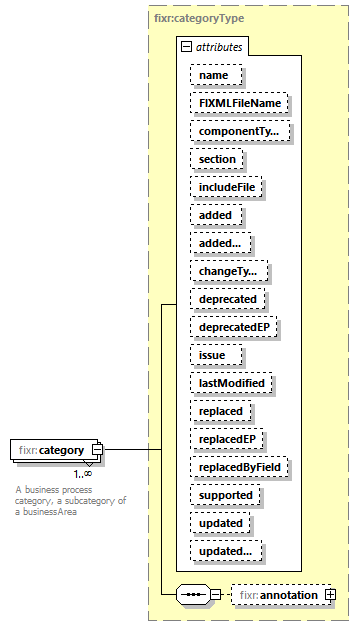 fixr:categoryType
attributes
name
FIXMLFileName
componentTy...
section
includeFile
added
added...
changeTy...
deprecated
deprecatedEP
issue
lastModified
replaced
replacedEP
replacedByField
supported
updated
updated...
fixr:category
1..∞
A business process
category, a subcategory of
a businessArea
fixr:annotation